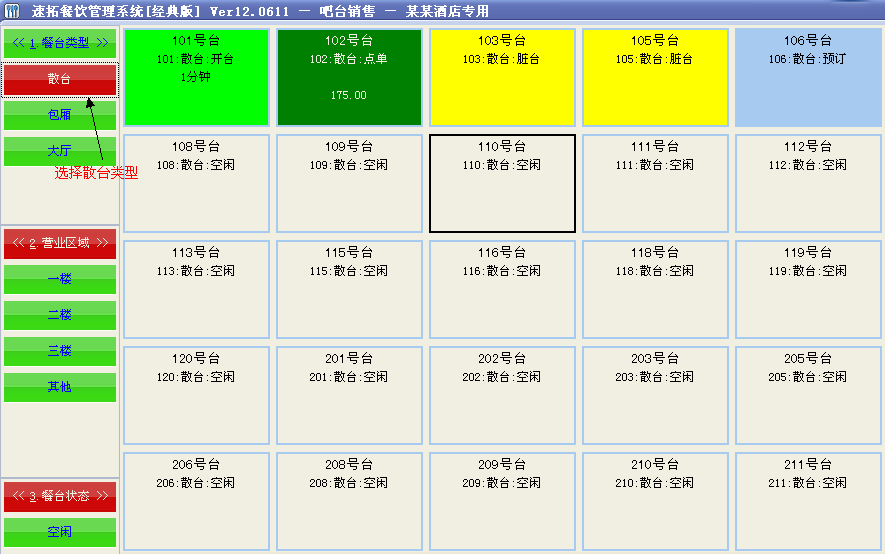 速拓餐饮管理系统[经典版] Ver12.0611 — 吧台销售 — 某某酒店专用
<< 1.餐台类型 >>
散台
包厢
大厅
选择散台类型
<< 2.营业区域 >>
一楼
二楼
三楼
其他
<< 3.餐台状态 >>
空闲
101号台
101:散台:开台
1分钟
102号台
102:散台:点单
175.00
103号台
103:散台:脏台
105号台
105:散台:脏台
106号台
106:散台:预订
108号台
108:散台:空闲
109号台
109:散台:空闲
110号台
110:散台:空闲
111号台
111:散台:空闲
112号台
112:散台:空闲
113号台
113:散台:空闲
115号台
115:散台:空闲
116号台
116:散台:空闲
118号台
118:散台:空闲
119号台
119:散台:空闲
120号台
120:散台:空闲
201号台
201:散台:空闲
202号台
202:散台:空闲
203号台
203:散台:空闲
205号台
205:散台:空闲
206号台
206:散台:空闲
208号台
208:散台:空闲
209号台
209:散台:空闲
210号台
210:散台:空闲
211号台
211:散台:空闲